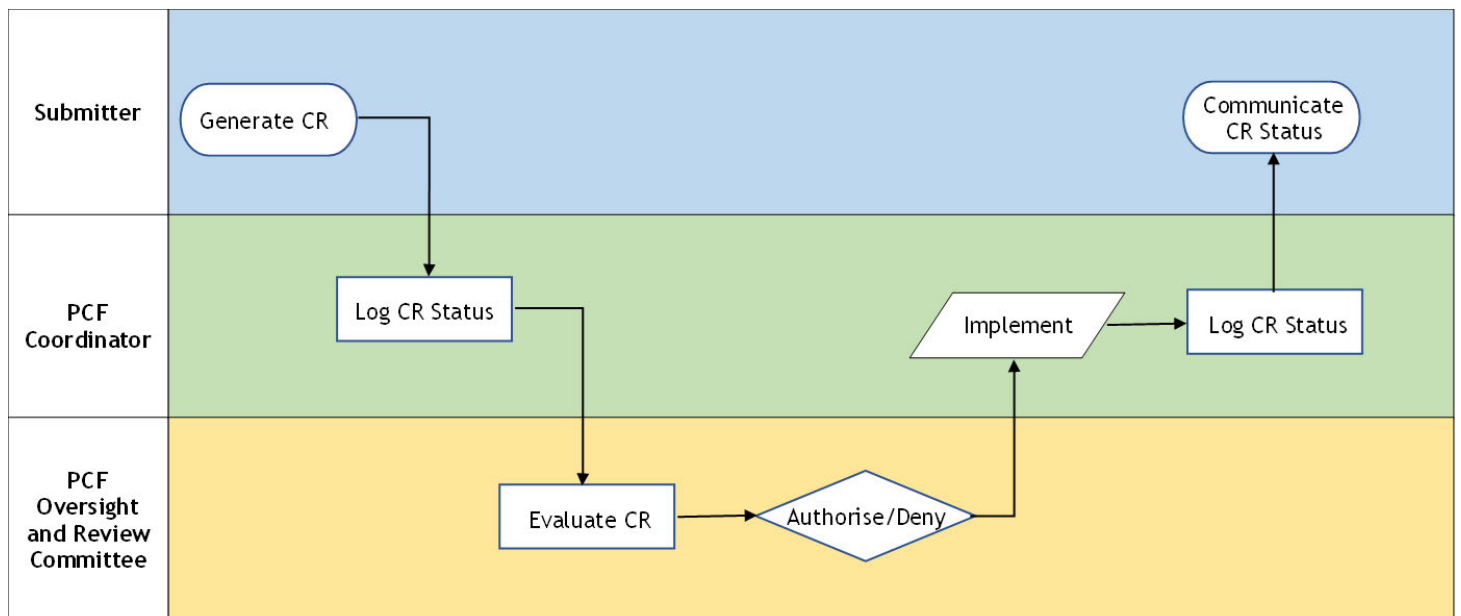 Submitter
Generate CR
Communicate
CR Status
PCF
Coordinator
Log CR Status
Implement
Log CR Status
PCF
Oversight
and Review
Committee
Evaluate CR
Authorise/Deny